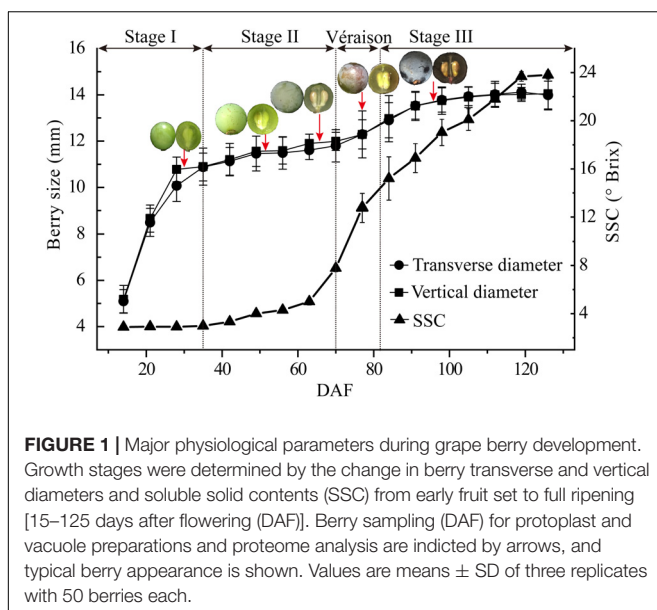 Stage I Stage II Véraison Stage III
16 24
14 20
12 16
10 12
8 8
6 4
4
Berry size (mm)
SSC (° Brix)
Transverse diameter
Vertical diameter
SSC
20 40 60 80 100 120
DAF
FIGURE 1 | Major physiological parameters during grape berry development.
Growth stages were determined by the change in berry transverse and vertical
diameters and soluble solid contents (SSC) from early fruit set to full ripening
[15–125 days after flowering (DAF)]. Berry sampling (DAF) for protoplast and
vacuole preparations and proteome analysis are indicted by arrows, and
typical berry appearance is shown. Values are means ± SD of three replicates
with 50 berries each.